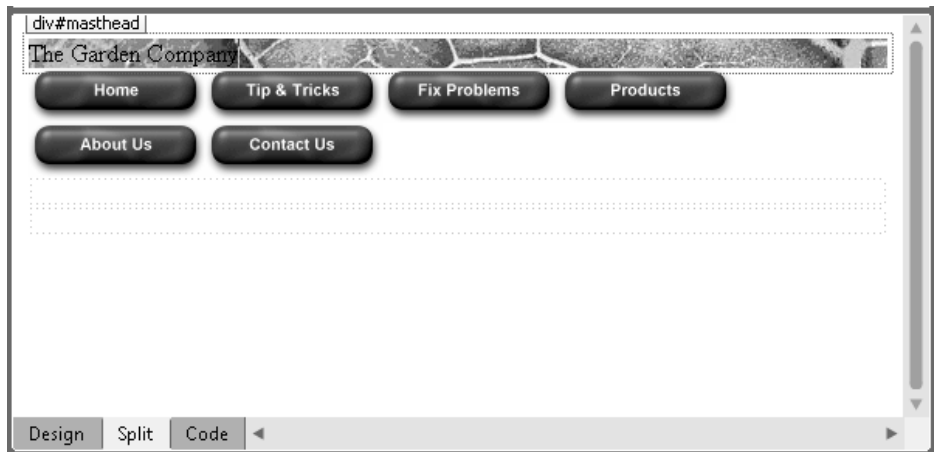 div#masthead
The Garden Company
Home Tip & Tricks Fix Problems Products
About Us Contact Us
Design Split Code